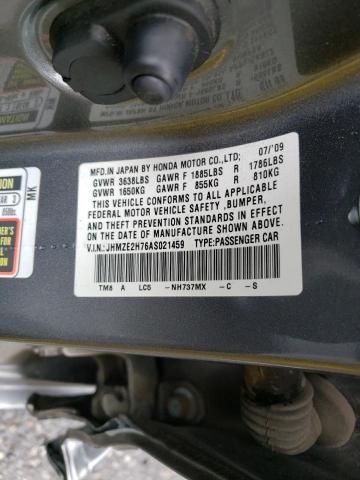 MFD.IN JAPAN BY HONDA MOTOR CO.,LTD; 07/'09
GVWR 3638LBS GAWR F 1885LBS R 1786LBS
GVWR 1650KG GAWR F 855KG R 810KG
THIS VEHICLE CONFORMS TO ALL APPLICABLE
FEDERAL MOTOR VEHICLE SAFETY ,BUMPER,
AND THEFT PREVENTION STANDARDS IN EFFECT
ON THE DATE OF MANUFACTURE SHOWN ABOVE.
V.I.N:JHMZE2H76AS021459 TYPE:PASSENGER CAR
TM8 A LC5 -NH737MX -C -S
MK